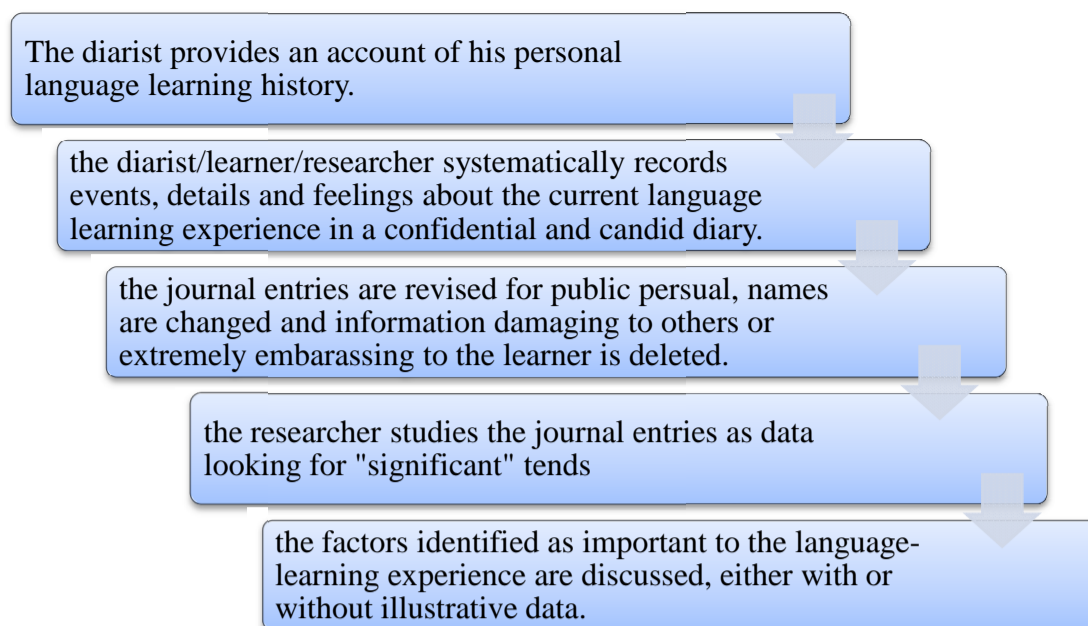 The diarist provides an account of his personal
language learning history.
the diarist/learner/researcher systematically records
events, details and feelings about the current language
learning experience in a confidential and candid diary.
the journal entries are revised for public persual, names
are changed and information damaging to others or
extremely embarassing to the learner is deleted.
the researcher studies the journal entries as data
looking for "significant" tends
the factors identified as important to the language-
learning experience are discussed, either with or
without illustrative data.